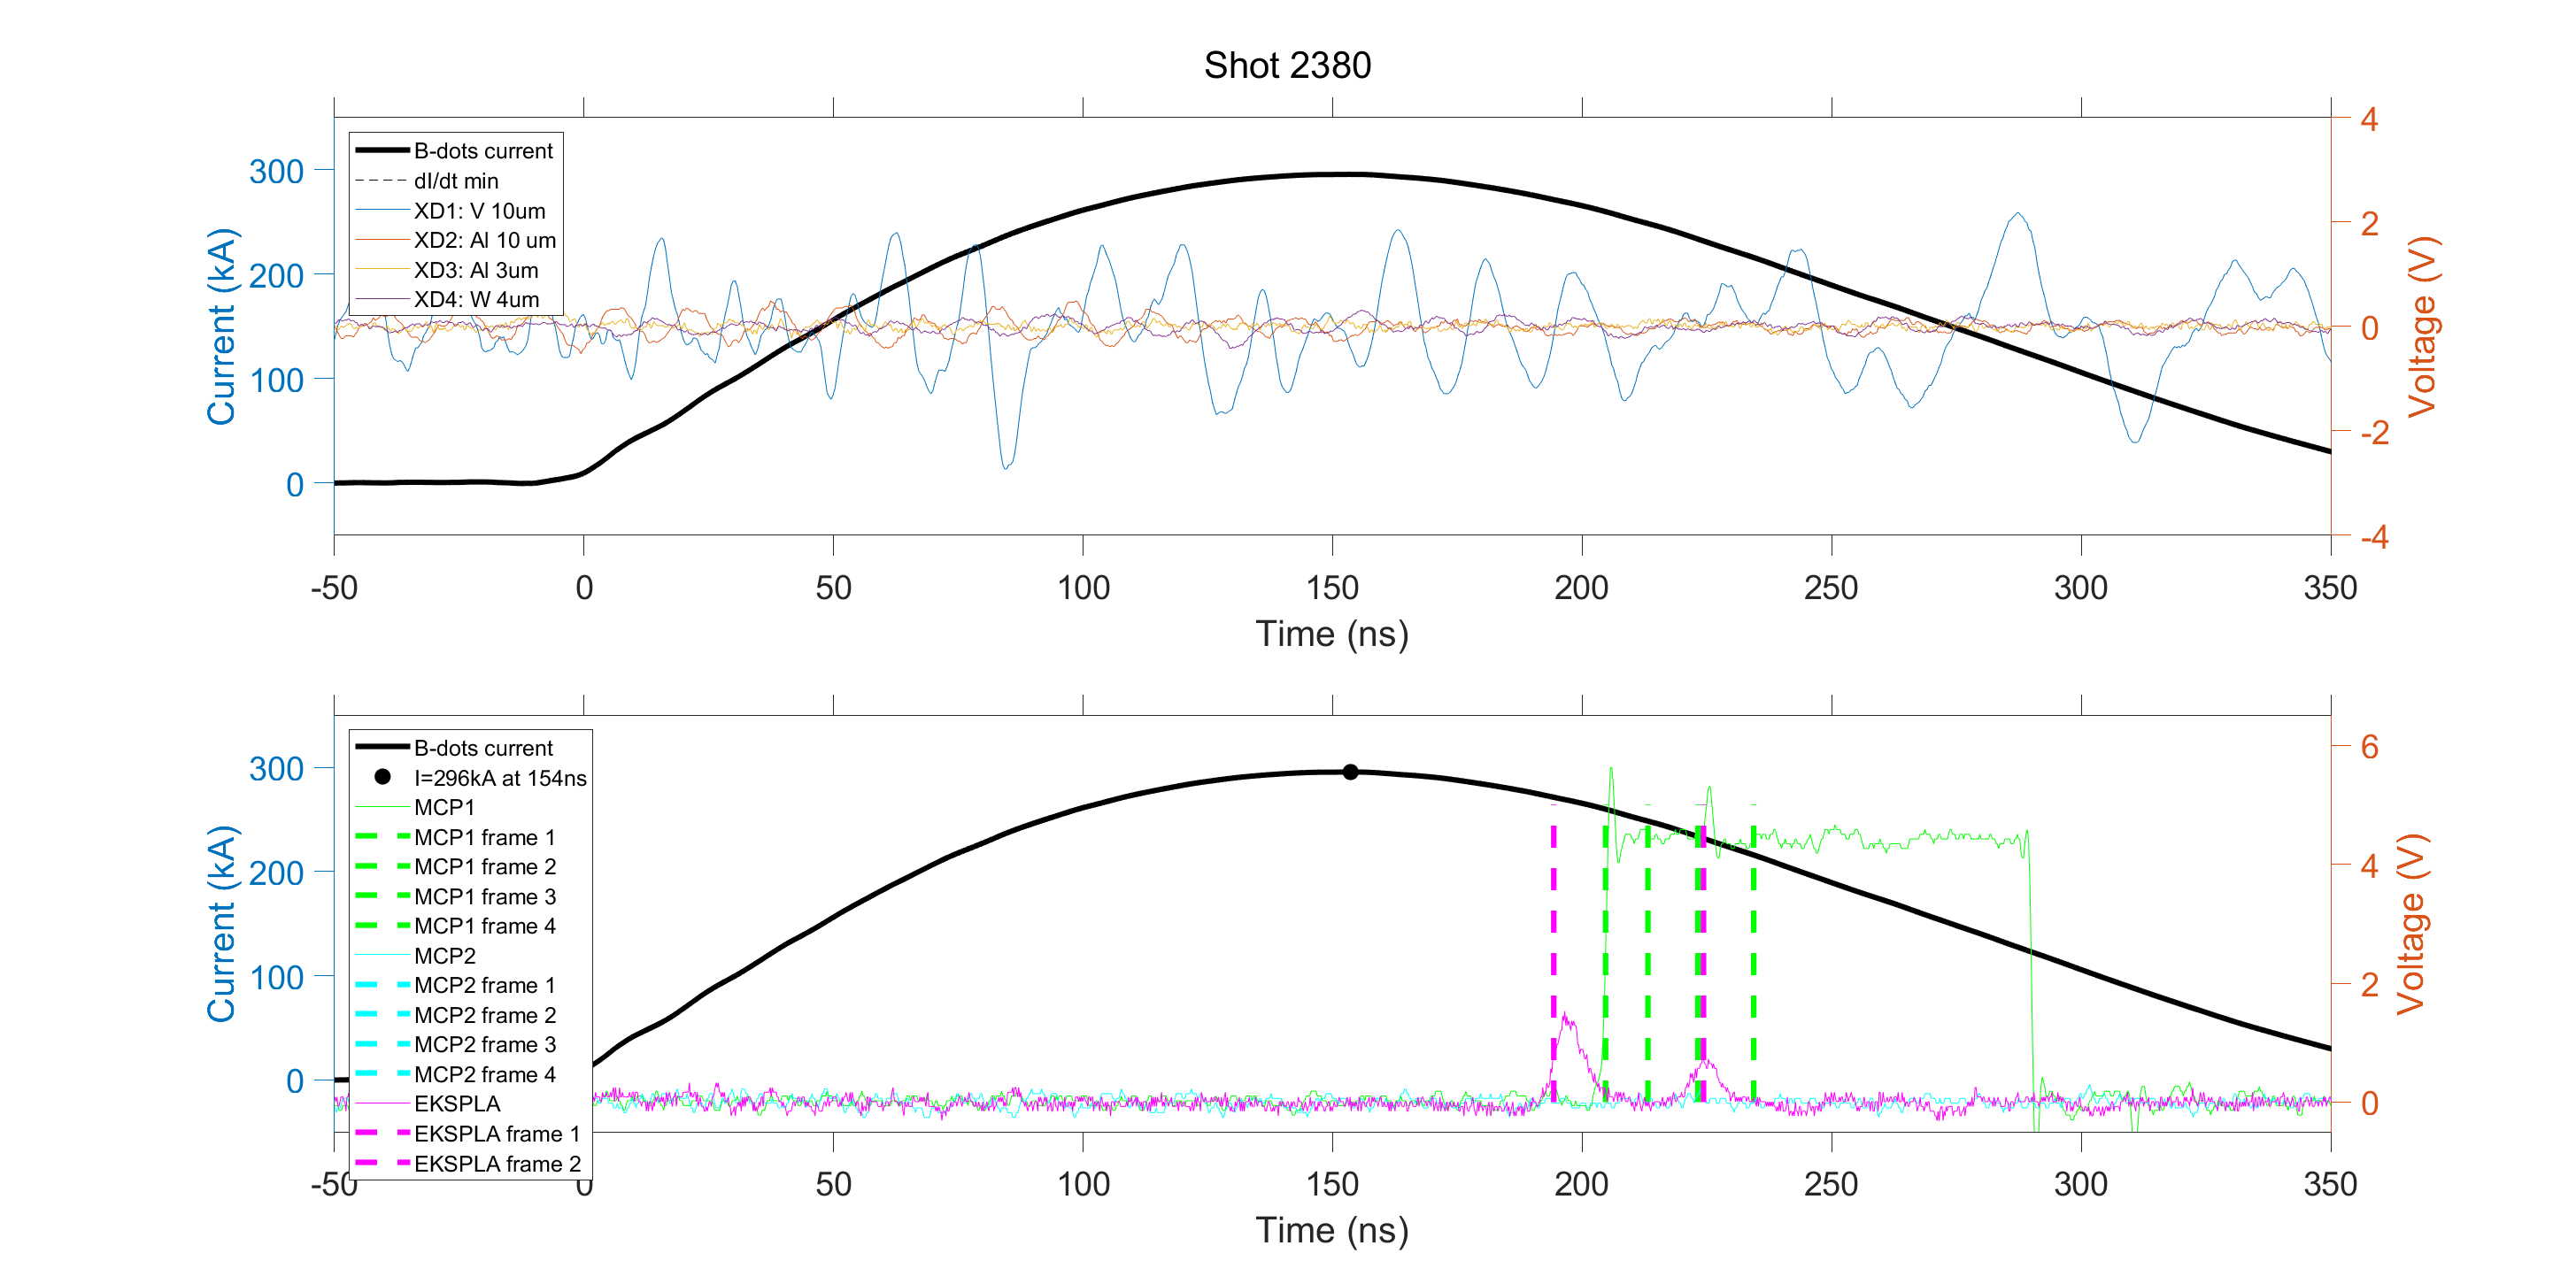 Shot 2380
B-dots current
dI/dt min
XD1: V 10um
XD2: Al 10 um
XD3: Al 3um
XD4: W 4um
300
200
100
0
Current (kA)
4
2
0
-2
-4
Voltage (V)
-50 0 50 100 150 200 250 300 350
Time (ns)
B-dots current
I=296kA at 154ns
MCP1
MCP1 frame 1
MCP1 frame 2
MCP1 frame 3
MCP1 frame 4
MCP2
MCP2 frame 1
MCP2 frame 2
MCP2 frame 3
MCP2 frame 4
EKSPLA
EKSPLA frame 1
EKSPLA frame 2
300
200
100
0
Current (kA)
6
4
2
0
Voltage (V)
-50 0 50 100 150 200 250 300 350
Time (ns)